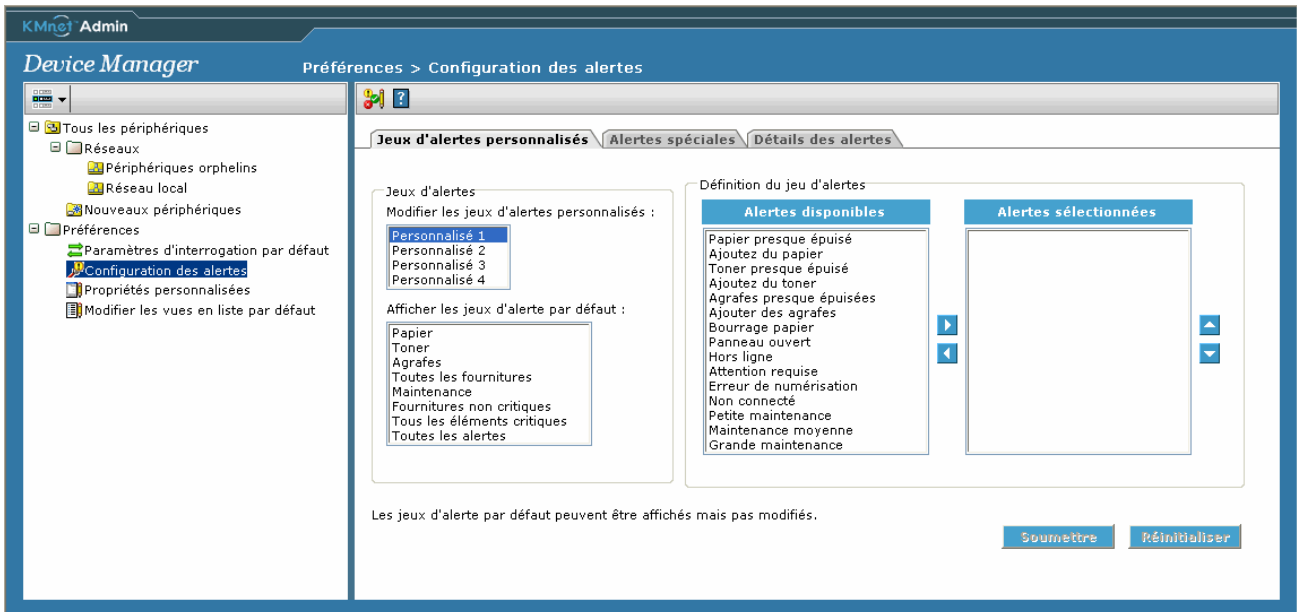 KMnet Admin
Device Manager
Préférences > Configuration des alertes
?
Tous les périphériques
Réseaux
Périphériques orphelins
Réseau local
Nouveaux périphériques
Préférences
Paramètres d'interrogation par défaut
Configuration des alertes
Propriétés personnalisées
Modifier les vues en liste par défaut
Jeux d'alertes personnalisés
Alertes spéciales
Détails des alertes
Jeux d'alertes
Modifier les jeux d'alertes personnalisés :
Personnalisé 1
Personnalisé 2
Personnalisé 3
Personnalisé 4
Afficher les jeux d'alerte par défaut :
Papier
Toner
Agrafes
Toutes les fournitures
Maintenance
Fournitures non critiques
Tous les éléments critiques
Toutes les alertes
Définition du jeu d'alertes
Alertes disponibles
Papier presque épuisé
Ajoutez du papier
Toner presque épuisé
Ajoutez du toner
Agrafes presque épuisées
Ajouter des agrafes
Bourrage papier
Panneau ouvert
Hors ligne
Attention requise
Erreur de numérisation
Non connecté
Petite maintenance
Maintenance moyenne
Grande maintenance
Alertes sélectionnées
Les jeux d'alerte par défaut peuvent être affichés mais pas modifiés.
Soumettre
Réinitialiser